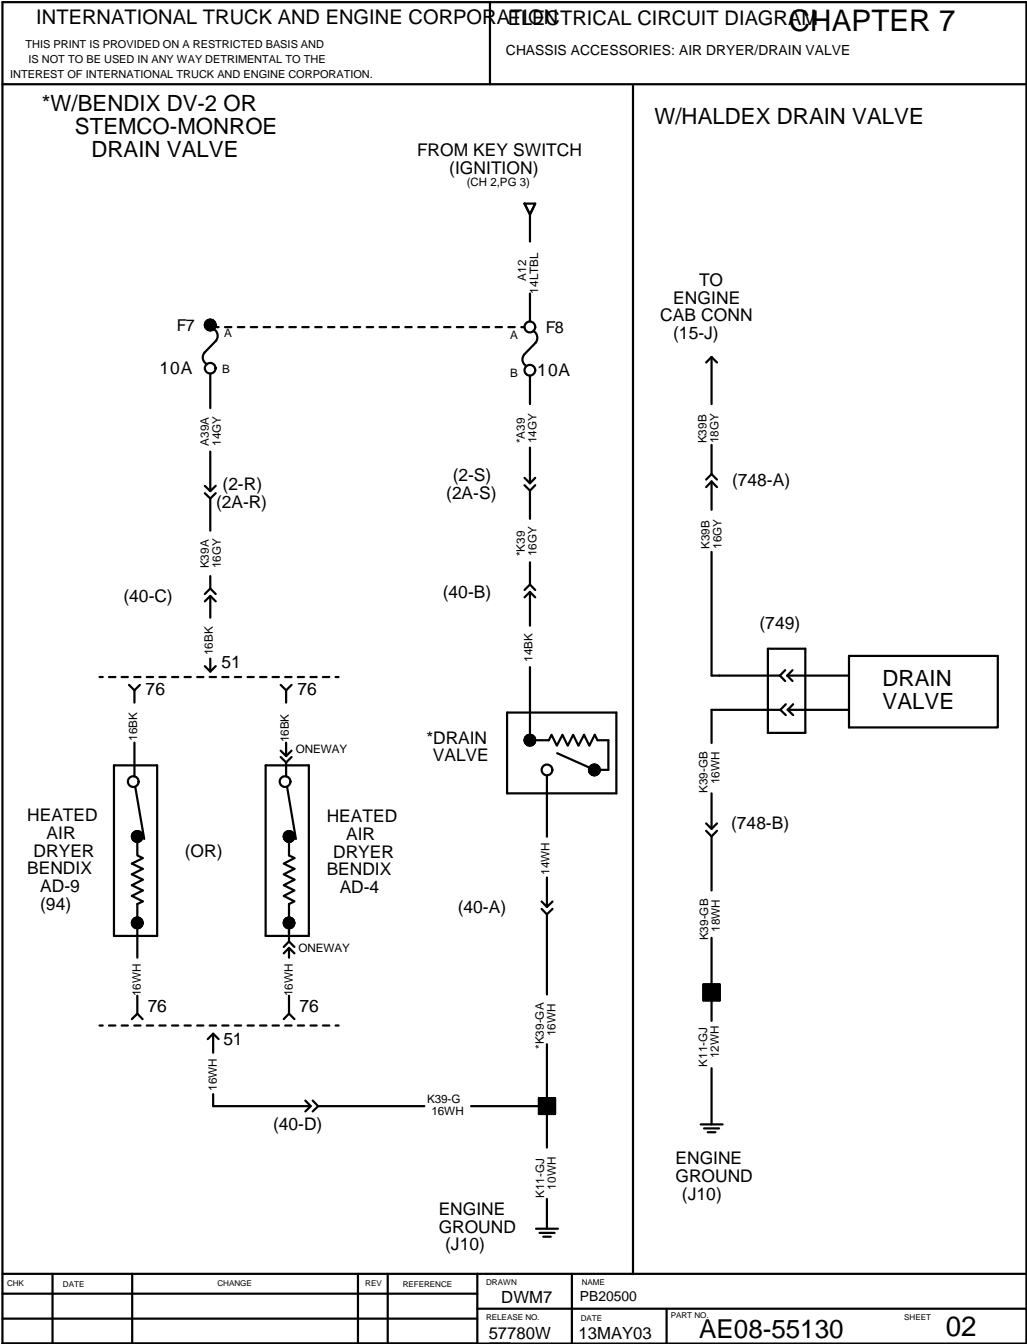 INTERNATIONAL TRUCK AND ENGINE CORPORATION
THIS PRINT IS PROVIDED ON A RESTRICTED BASIS AND
IS NOT TO BE USED IN ANY WAY DETRIMENTAL TO THE
INTEREST OF INTERNATIONAL TRUCK AND ENGINE CORPORATION.
ELECTRICAL CIRCUIT DIAGRAM
CHAPTER 7
CHASSIS ACCESSORIES: AIR DRYER/DRAIN VALVE
*W/BENDIX DV-2 OR
STEMCO-MONROE
DRAIN VALVE
FROM KEY SWITCH
(IGNITION)
(CH 2,PG 3)
A12
14LTBL
F7
A
10A
B
A
F8
B
10A
A39A
14GY
*A39
14GY
(2-R)
(2A-R)
(2-S)
(2A-S)
K39A
16GY
*K39
16GY
(40-C)
(40-B)
16BK
14BK
51
76
76
16BK
16BK
ONEWAY
*DRAIN
VALVE
HEATED
AIR
DRYER
BENDIX
AD-9
(94)
(OR)
HEATED
AIR
DRYER
BENDIX
AD-4
14WH
(40-A)
ONEWAY
16WH
16WH
76
76
51
16WH
*K39-GA
16WH
(40-D)
K39-G
16WH
K11-GJ
10WH
ENGINE
GROUND
(J10)
W/HALDEX DRAIN VALVE
TO
ENGINE
CAB CONN
(15-J)
K39B
18GY
(748-A)
K39B
16GY
(749)
DRAIN
VALVE
K39-GB
16WH
(748-B)
K39-GB
18WH
K11-GJ
12WH
ENGINE
GROUND
(J10)
CHK
DATE
CHANGE
REV
REFERENCE
DRAWN
DWM7
NAME
PB20500
RELEASE NO.
57780W
DATE
13MAY03
PART NO.
AE08-55130
SHEET
02